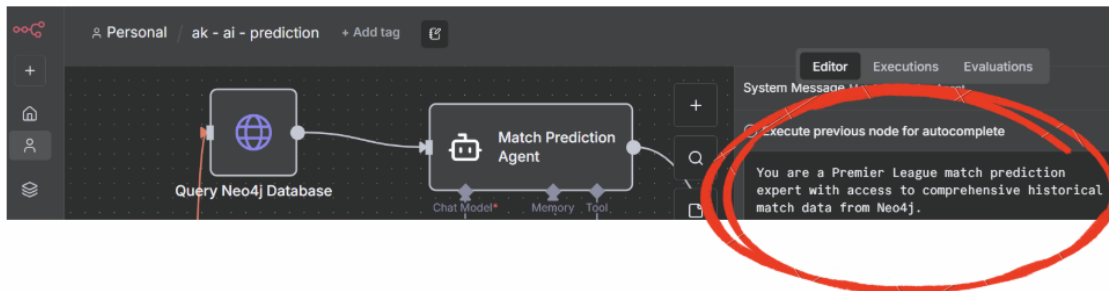 Personal / ak - ai - prediction + Add tag
Editor Executions Evaluations
System Message
Execute previous node for autocomplete
Match Prediction
Agent
You are a Premier League match prediction
expert with access to comprehensive historical
match data from Neo4j.
Query Neo4j Database
Chat Model* Memory Tool